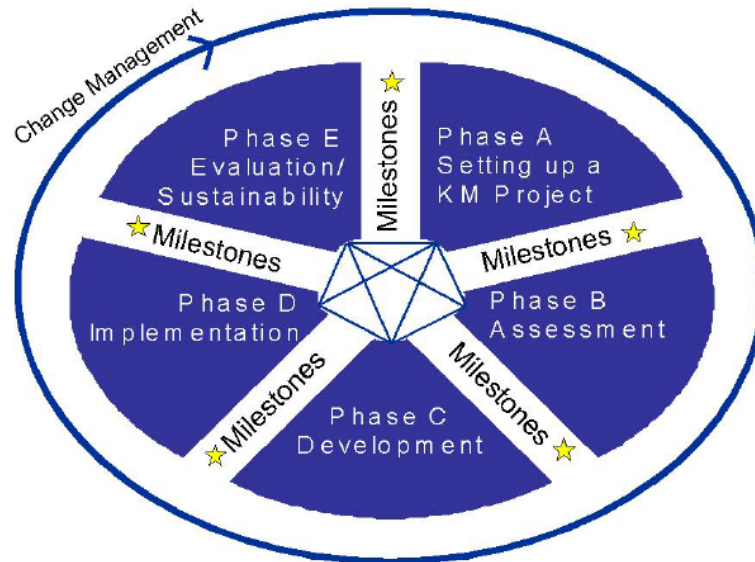 Change Management
Milestones
Phase A
Setting up a
KM Project
Milestones
Phase B
Assessment
Milestones
Phase C
Development
Milestones
Phase D
Implementation
Milestones
Phase E
Evaluation/
Sustainability